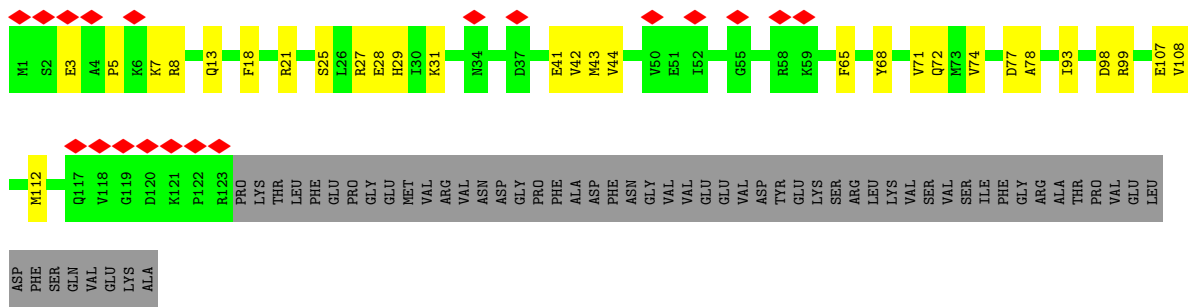 M1 S2 E3 A4 P5 K6 K7 R8 Q13 F18 R21 S25 L26 R27 E28 H29 I30 K31 N34 D37 E41 V42 M43 V44 V50 E51 I52 G55 R58 K59 F65 Y68 V71 Q72 M73 V74 D77 A78 I93 D98 R99 E107 V108
M112 Q117 V118 G119 D120 K121 P122 R123 PRO LYS THR LEU PHE GLU PRO GLY GLU MET VAL ARG VAL ASN ASP GLY PRO PHE ALA ASP PHE ASN GLY VAL VAL GLU GLU VAL ASP TYR GLU LYS SER ARG LEU LYS VAL SER VAL SER ILE PHE GLY ARG ALA THR PRO VAL GLU LEU
ASP PHE SER GLN VAL GLU LYS ALA